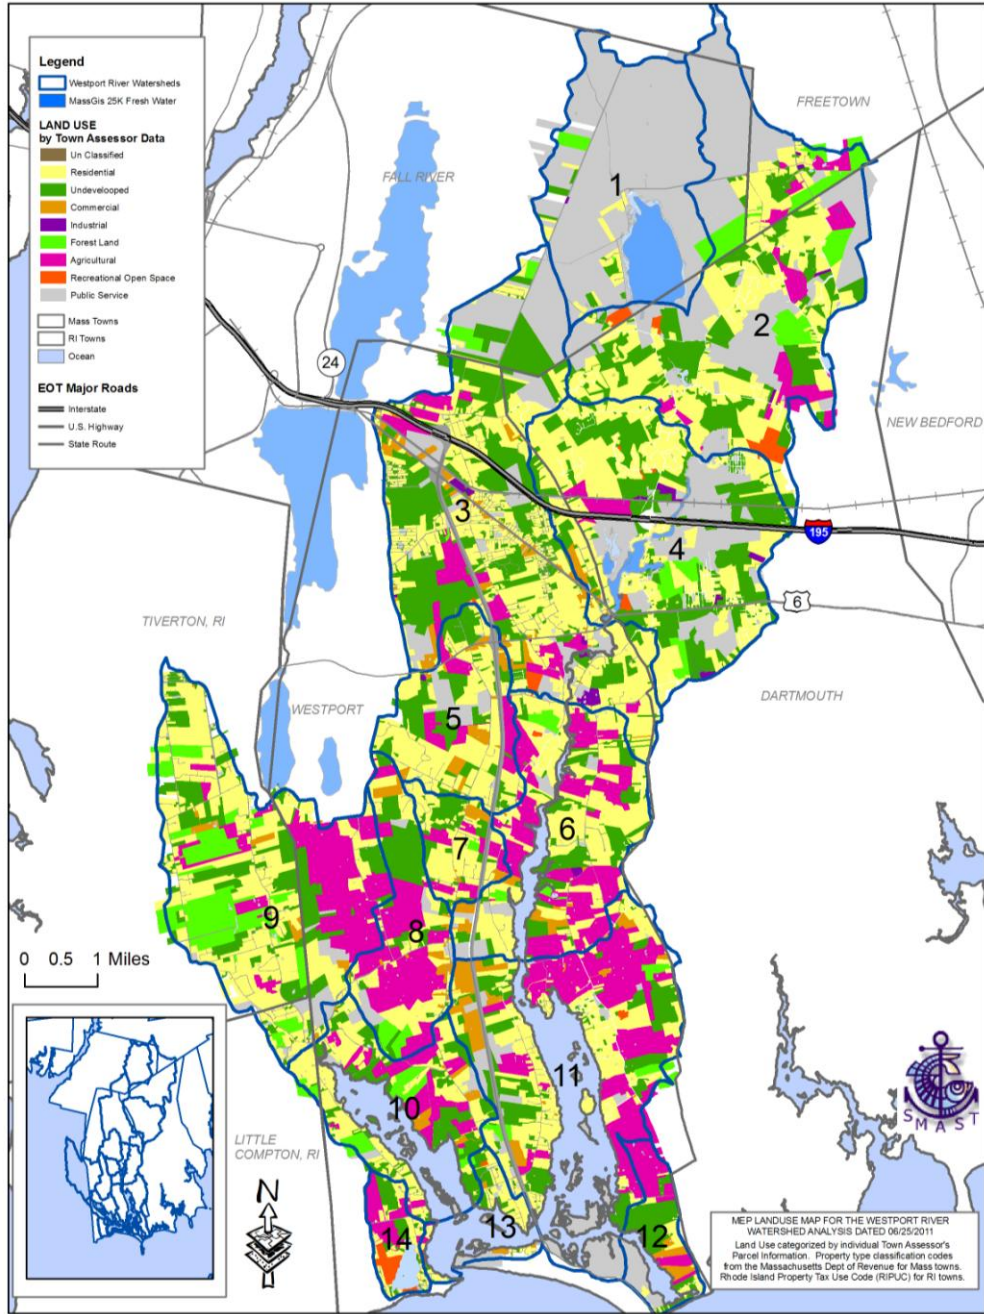 Legend
Westport River Watersheds
MassGis 25K Fresh Water
LAND USE
by Town Assessor Data
Un Classified
Residential
Undevelooped
Commercial
Industrial
Forest Land
Agricultural
Recreational Open Space
Public Service
Mass Towns
RI Towns
Ocean
EOT Major Roads
Interstate
U.S. Highway
State Route
FREETOWN
FALL RIVER
1
2
24
NEW BEDFORD
3
195
4
6
TIVERTON, RI
DARTMOUTH
WESTPORT
5
6
7
9
8
0 0.5 1 Miles
11
10
LITTLE
COMPTON, RI
SMAST
N
13
14
12
MEP LANDUSE MAP FOR THE WESTPORT RIVER
WATERSHED ANALYSIS DATED 06/25/2011
Land Use categorized by individual Town Assessor's
Parcel Information. Property type classification codes
from the Massachusetts Dept of Revenue for Mass towns.
Rhode Island Property Tax Use Code (RIPUC) for RI towns.